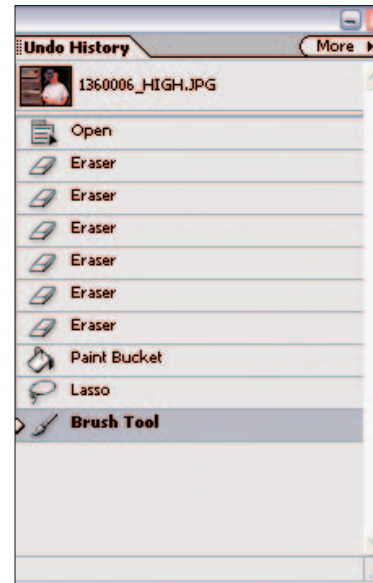 Undo History
More
1360006_HIGH.JPG
Open
Eraser
Eraser
Eraser
Eraser
Eraser
Eraser
Paint Bucket
Lasso
Brush Tool